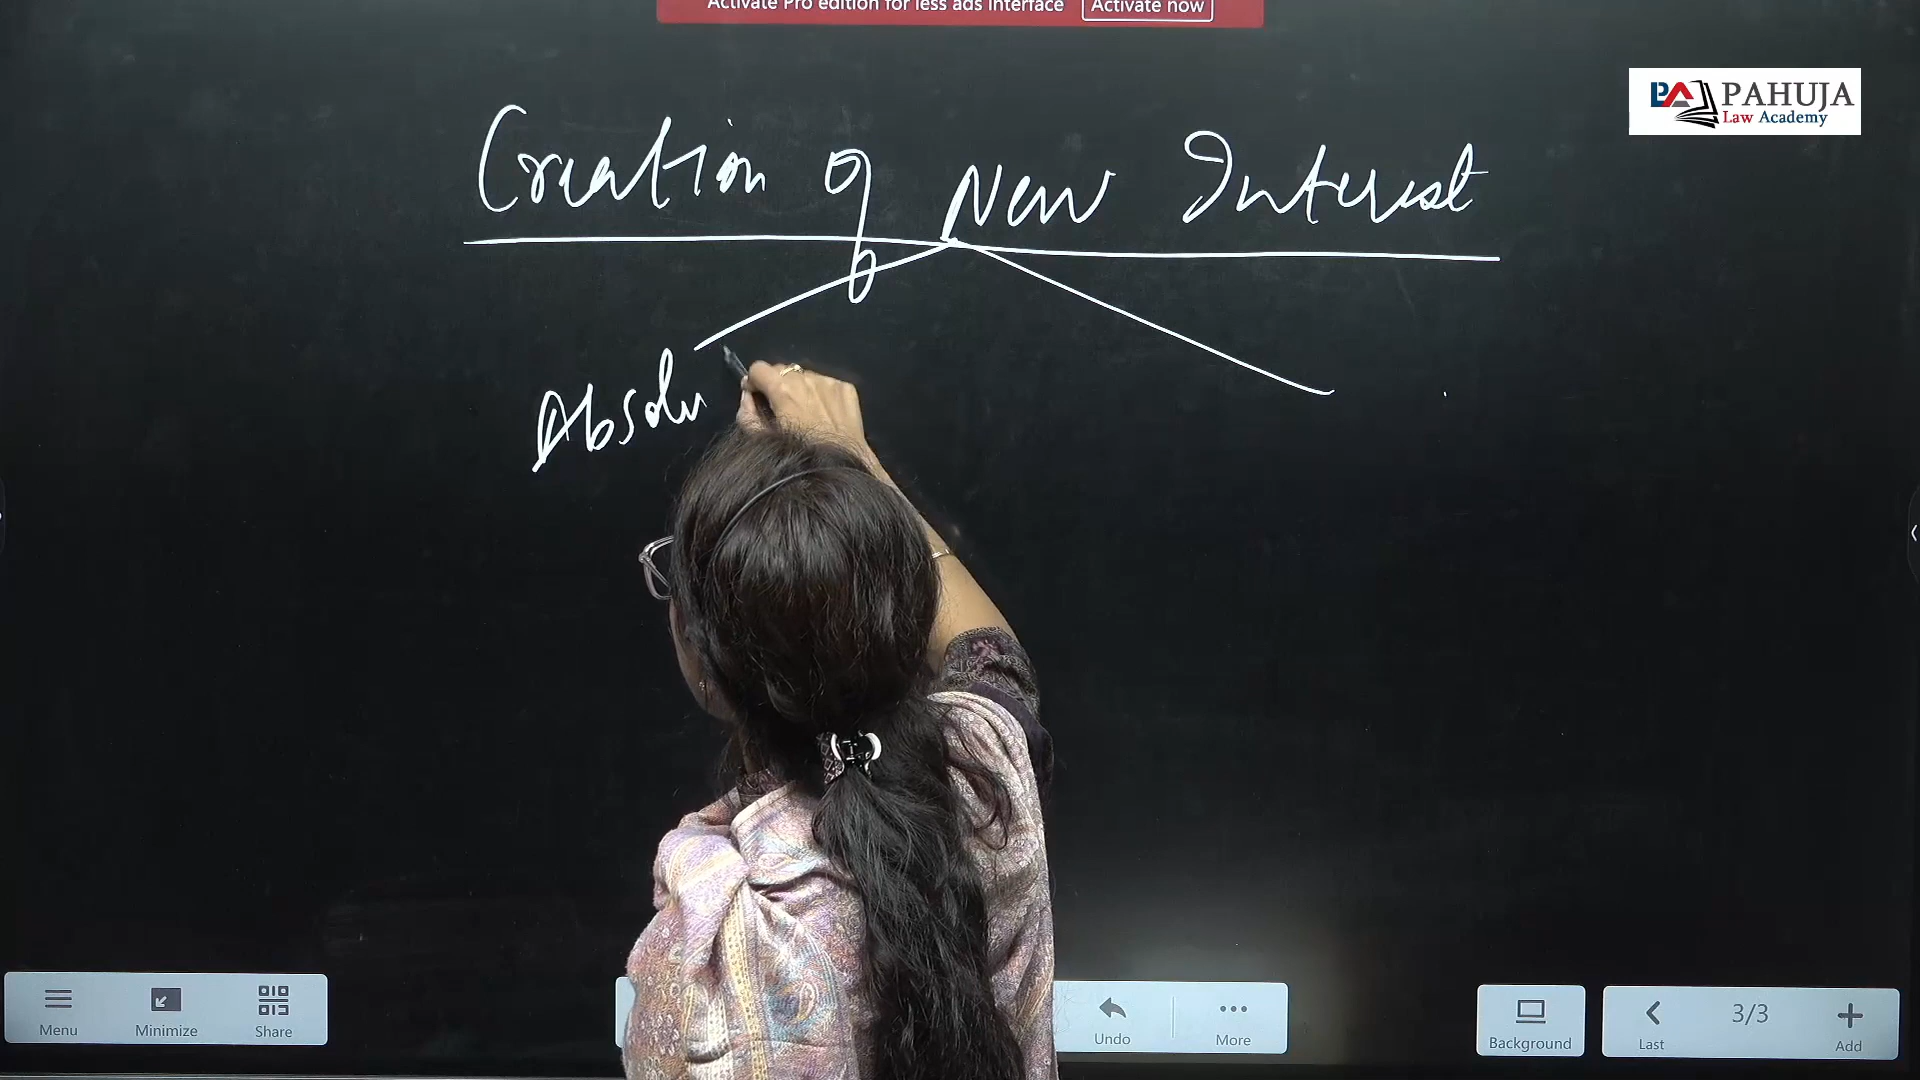 Activate Pro edition for less ads interface Activate now
PAHUJA
Law Academy
Creation of New Interest
Absolu
Menu Minimize Share Undo More Background Last 3/3 Add